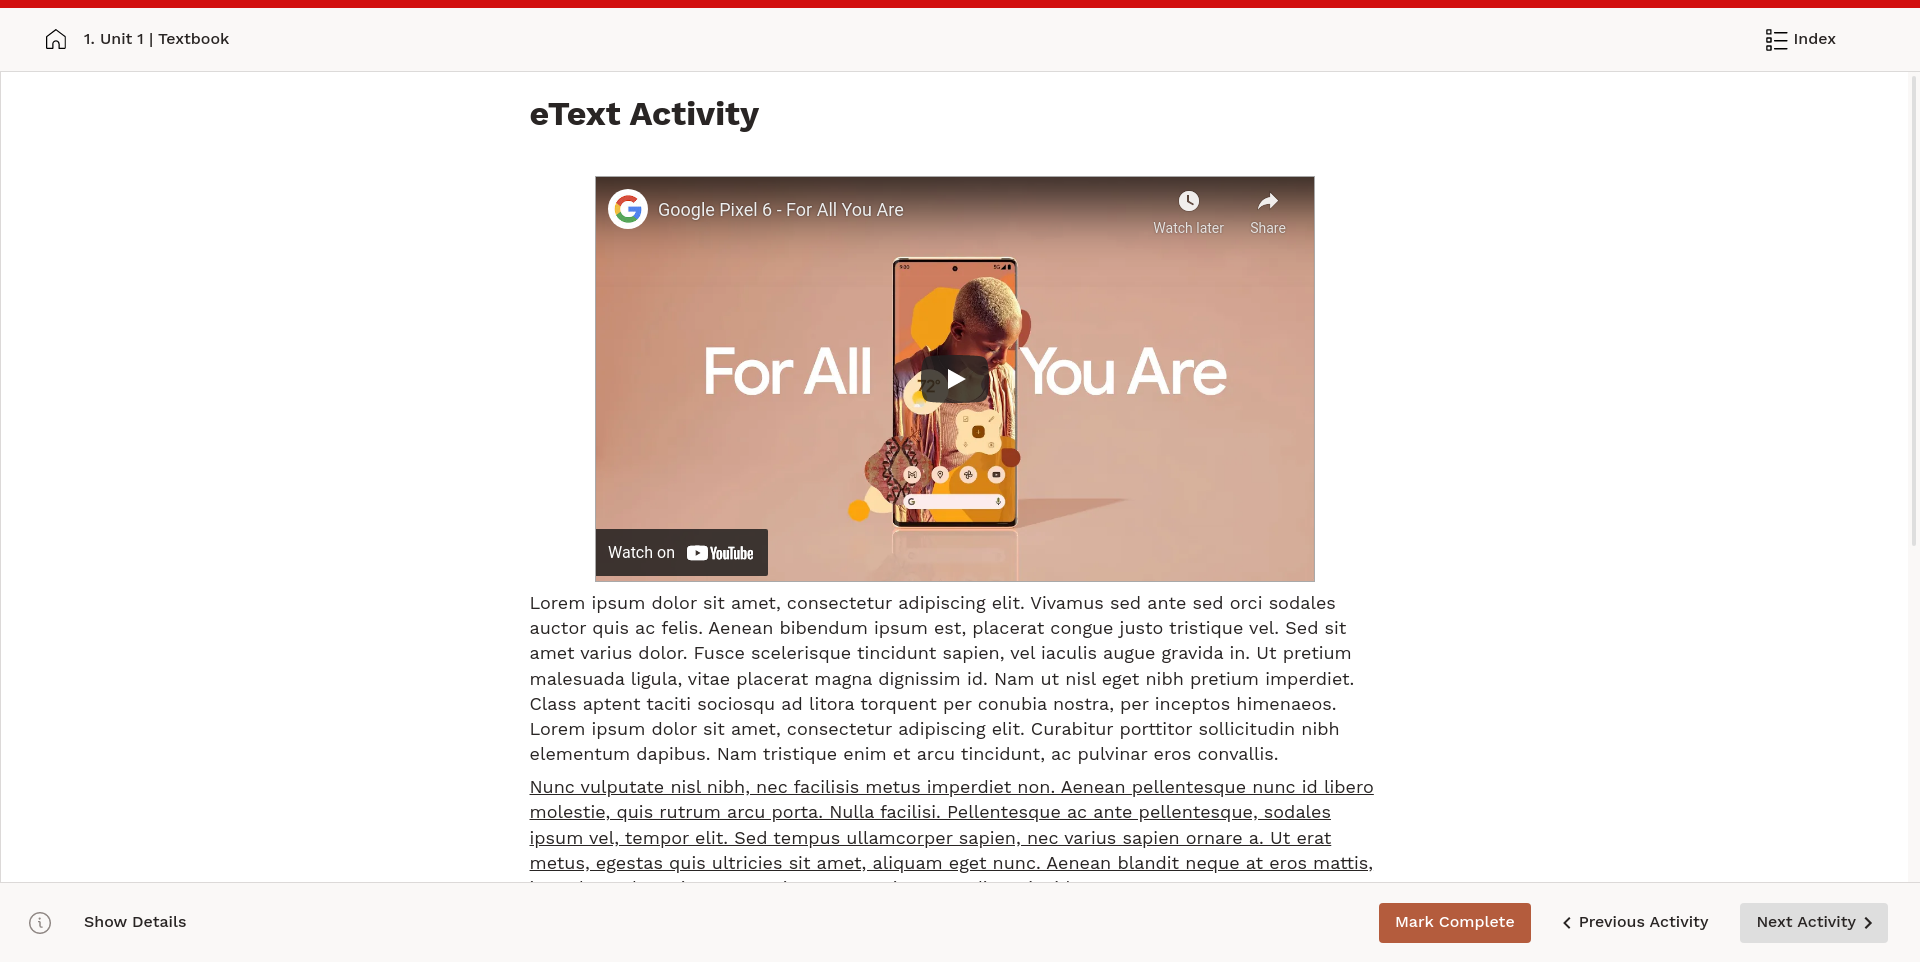 1. Unit 1 | Textbook
Index
eText Activity
Google Pixel 6 - For All You Are
Watch later
Share
9:00
5G
For All You Are
72°
Watch on YouTube
Lorem ipsum dolor sit amet, consectetur adipiscing elit. Vivamus sed ante sed orci sodales
auctor quis ac felis. Aenean bibendum ipsum est, placerat congue justo tristique vel. Sed sit
amet varius dolor. Fusce scelerisque tincidunt sapien, vel iaculis augue gravida in. Ut pretium
malesuada ligula, vitae placerat magna dignissim id. Nam ut nisl eget nibh pretium imperdiet.
Class aptent taciti sociosqu ad litora torquent per conubia nostra, per inceptos himenaeos.
Lorem ipsum dolor sit amet, consectetur adipiscing elit. Curabitur porttitor sollicitudin nibh
elementum dapibus. Nam tristique enim et arcu tincidunt, ac pulvinar eros convallis.
Nunc vulputate nisl nibh, nec facilisis metus imperdiet non. Aenean pellentesque nunc id libero
molestie, quis rutrum arcu porta. Nulla facilisi. Pellentesque ac ante pellentesque, sodales
ipsum vel, tempor elit. Sed tempus ullamcorper sapien, nec varius sapien ornare a. Ut erat
metus, egestas quis ultricies sit amet, aliquam eget nunc. Aenean blandit neque at eros mattis,
Show Details
Mark Complete
Previous Activity
Next Activity